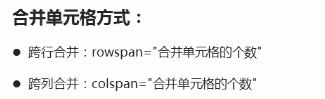 合并单元格方式：
● 跨行合并：rowspan="合并单元格的个数"
● 跨列合并：colspan="合并单元格的个数"